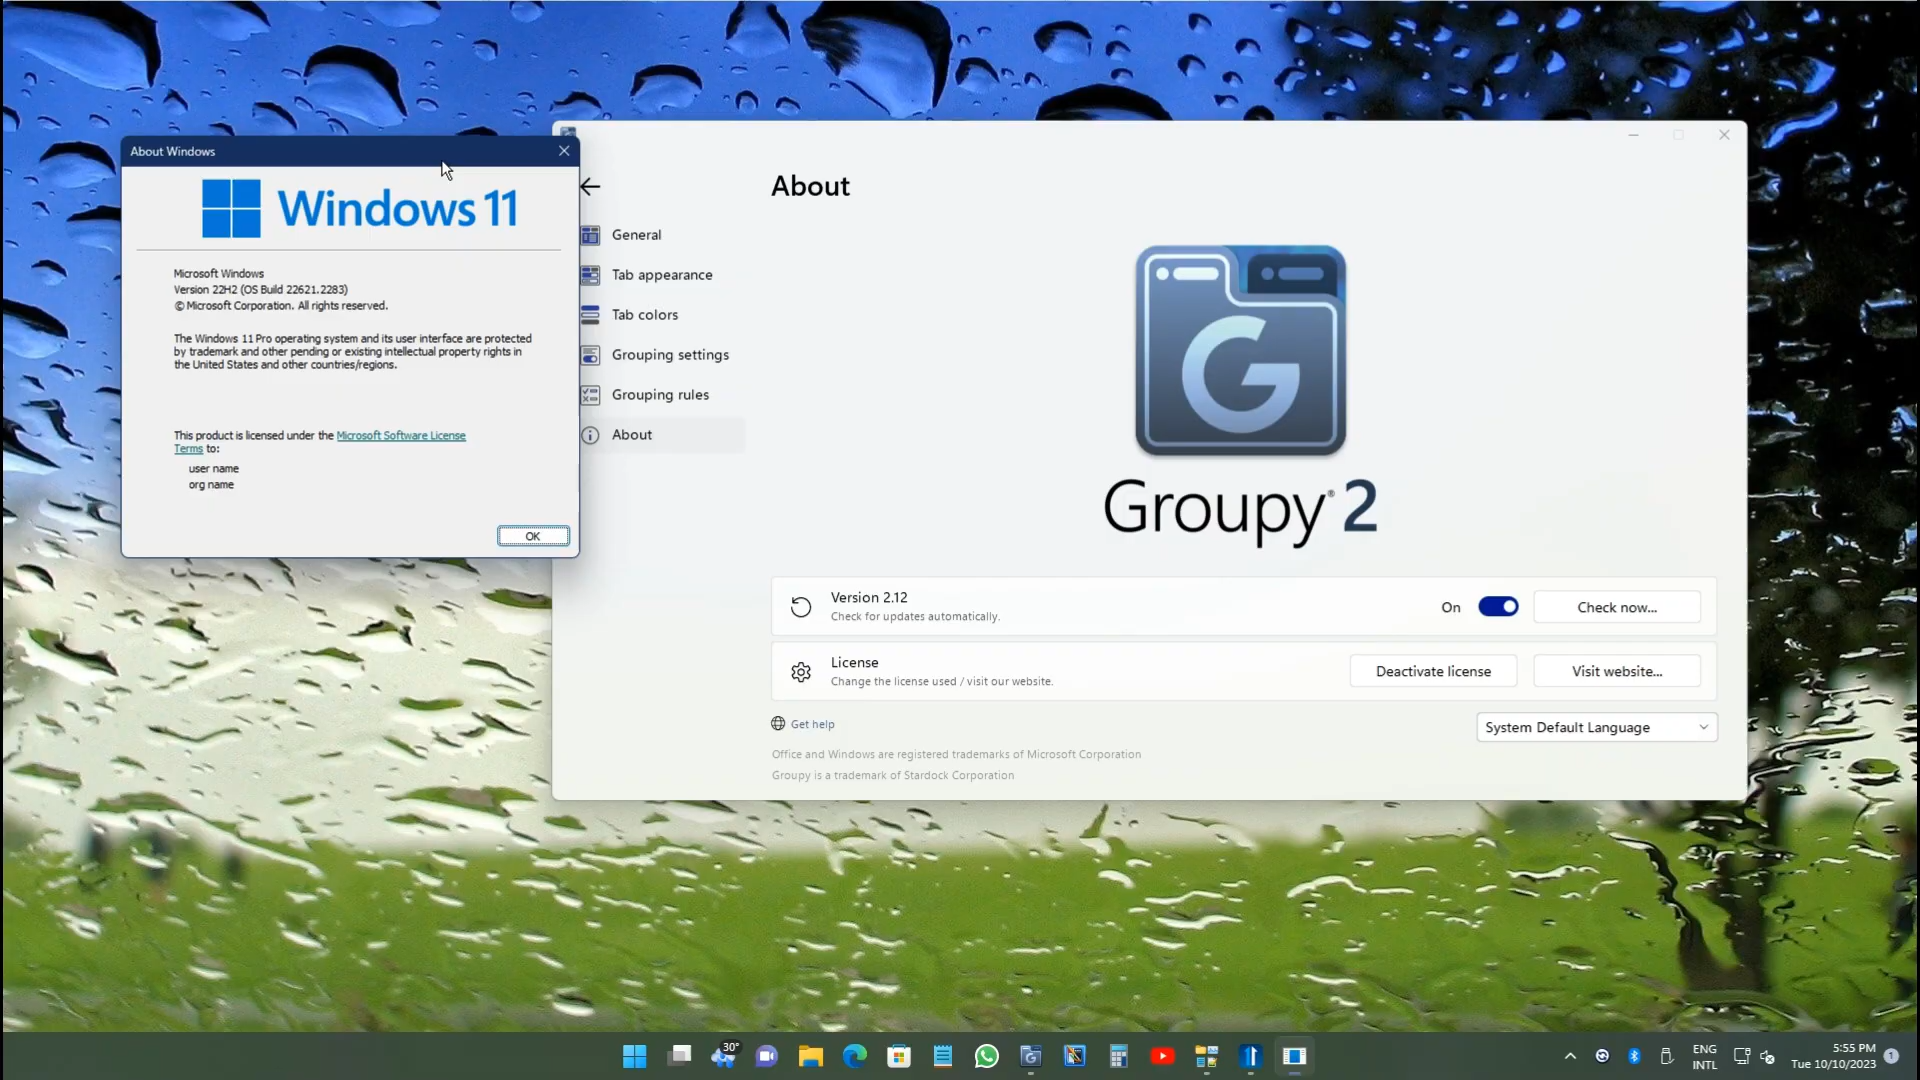 About Windows
Windows 11
Microsoft Windows
Version 22H2 (OS Build 22621.2283)
© Microsoft Corporation. All rights reserved.
The Windows 11 Pro operating system and its user interface are protected
by trademark and other pending or existing intellectual property rights in
the United States and other countries/regions.
This product is licensed under the Microsoft Software License
Terms to:
user name
org name
OK
About
General
Tab appearance
Tab colors
Grouping settings
Grouping rules
About
G
Groupy® 2
Version 2.12
Check for updates automatically.
On
Check now...
License
Change the license used / visit our website.
Deactivate license
Visit website...
Get help
System Default Language
Office and Windows are registered trademarks of Microsoft Corporation
Groupy is a trademark of Stardock Corporation
30°
ENG
INTL
5:55 PM
Tue 10/10/2023
1